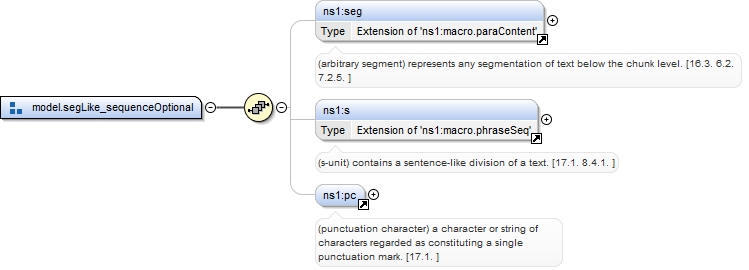 ns1:seg
Type Extension of 'ns1:macro.paraContent'
(arbitrary segment) represents any segmentation of text below the chunk level. [16.3. 6.2.
7.2.5. ]
model.segLike_sequenceOptional
ns1:s
Type Extension of 'ns1:macro.phraseSeq'
(s-unit) contains a sentence-like division of a text. [17.1. 8.4.1. ]
ns1:pc
(punctuation character) a character or string of
characters regarded as constituting a single
punctuation mark. [17.1. ]